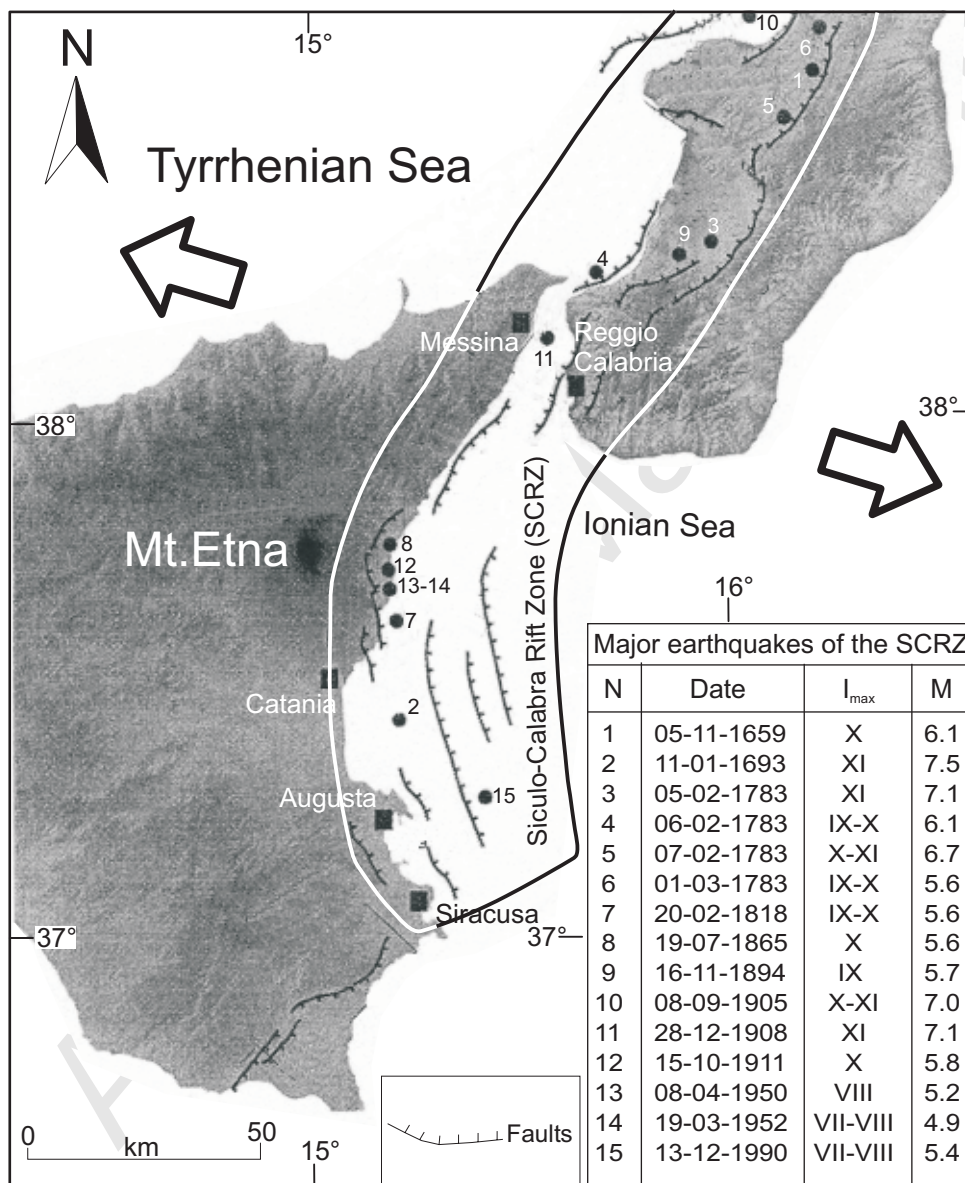 15°
10
N
6
1
5
Tyrrhenian Sea
3
9
4
Messina
Reggio
Calabria
11
38°
38°
Siculo-Calabra Rift Zone (SCRZ)
Ionian Sea
Mt.Etna
8
12
13-14
7
16°
Catania
2
Augusta
15
Siracusa
37°
37°
Major earthquakes of the SCRZ
N Date Imax M
1 05-11-1659 X 6.1
2 11-01-1693 XI 7.5
3 05-02-1783 XI 7.1
4 06-02-1783 IX-X 6.1
5 07-02-1783 X-XI 6.7
6 01-03-1783 IX-X 5.6
7 20-02-1818 IX-X 5.6
8 19-07-1865 X 5.6
9 16-11-1894 IX 5.7
10 08-09-1905 X-XI 7.0
11 28-12-1908 XI 7.1
12 15-10-1911 X 5.8
13 08-04-1950 VIII 5.2
14 19-03-1952 VII-VIII 4.9
15 13-12-1990 VII-VIII 5.4
Faults
0 50
km
15°